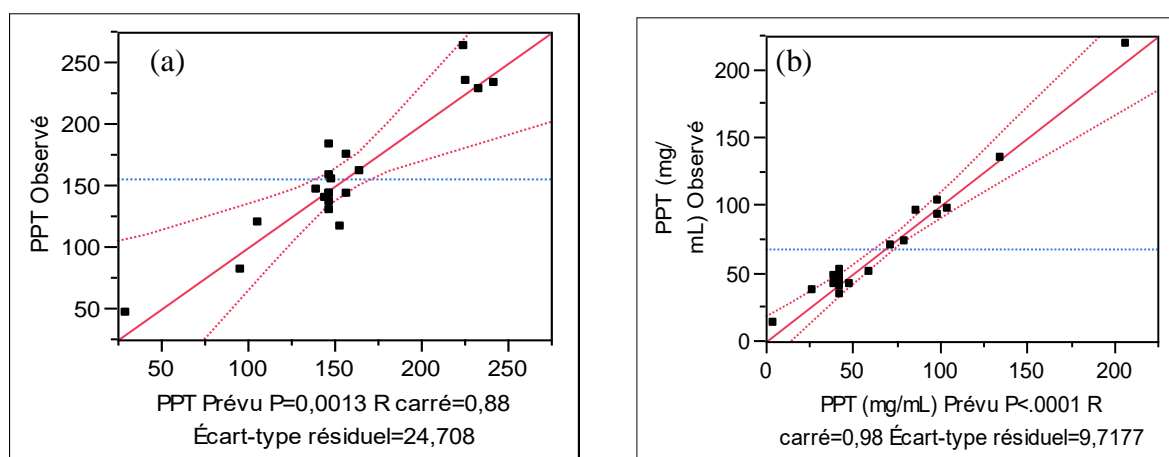 (a)
PPT Observé
250
200
150
100
50
50 100 150 200 250
PPT Prévu P=0,0013 R carré=0,88
Écart-type résiduel=24,708
(b)
PPT (mg/
mL) Observé
200
150
100
50
0
0 50 100 150 200
PPT (mg/mL) Prévu P<.0001 R
carré=0,98 Écart-type résiduel=9,7177